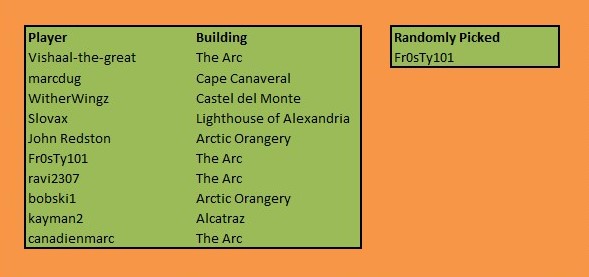 Player Building
Vishaal-the-great The Arc
marcdug Cape Canaveral
WitherWingz Castel del Monte
Slovax Lighthouse of Alexandria
John Redston Arctic Orangery
Fr0sTy101 The Arc
ravi2307 The Arc
bobski1 Arctic Orangery
kayman2 Alcatraz
canadienmarc The Arc
Randomly Picked
Fr0sTy101